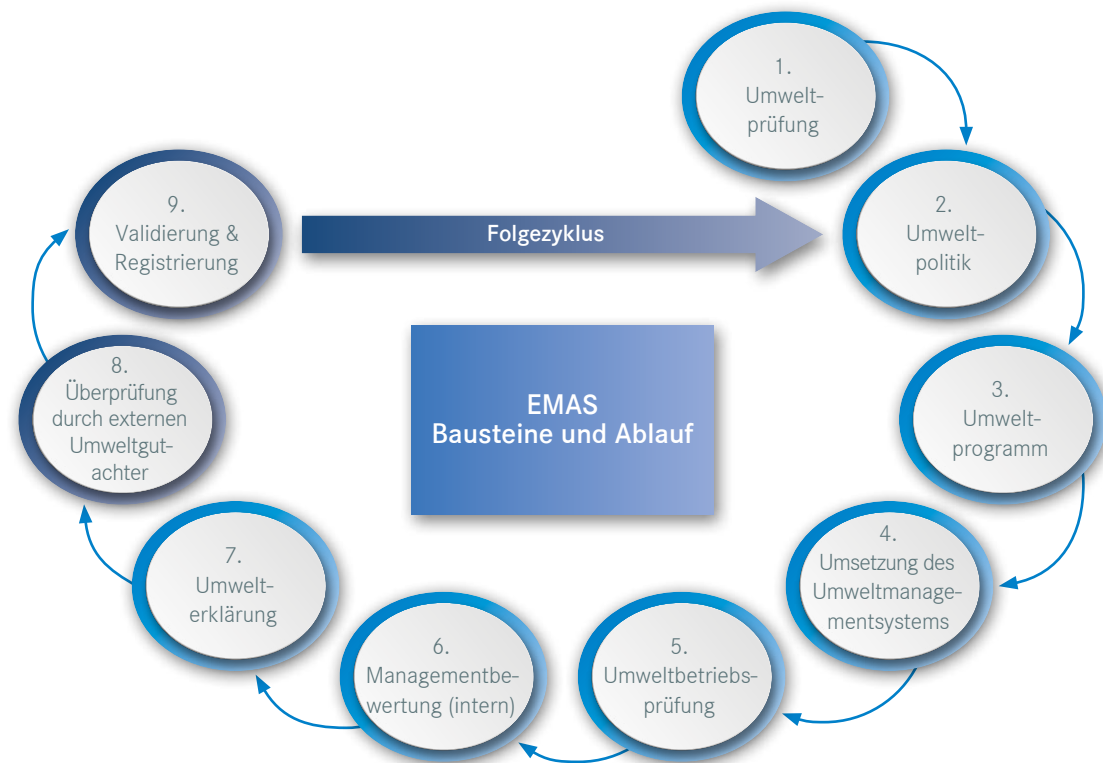 1.
Umwelt-
prüfung
2.
Umwelt-
politik
3.
Umwelt-
programm
4.
Umsetzung des
Umweltmanage-
mentsystems
5.
Umweltbetriebs-
prüfung
6.
Managementbe-
wertung (intern)
7.
Umwelt-
erklärung
8.
Überprüfung
durch externen
Umweltgut-
achter
9.
Validierung &
Registrierung
Folgezyklus
EMAS
Bausteine und Ablauf